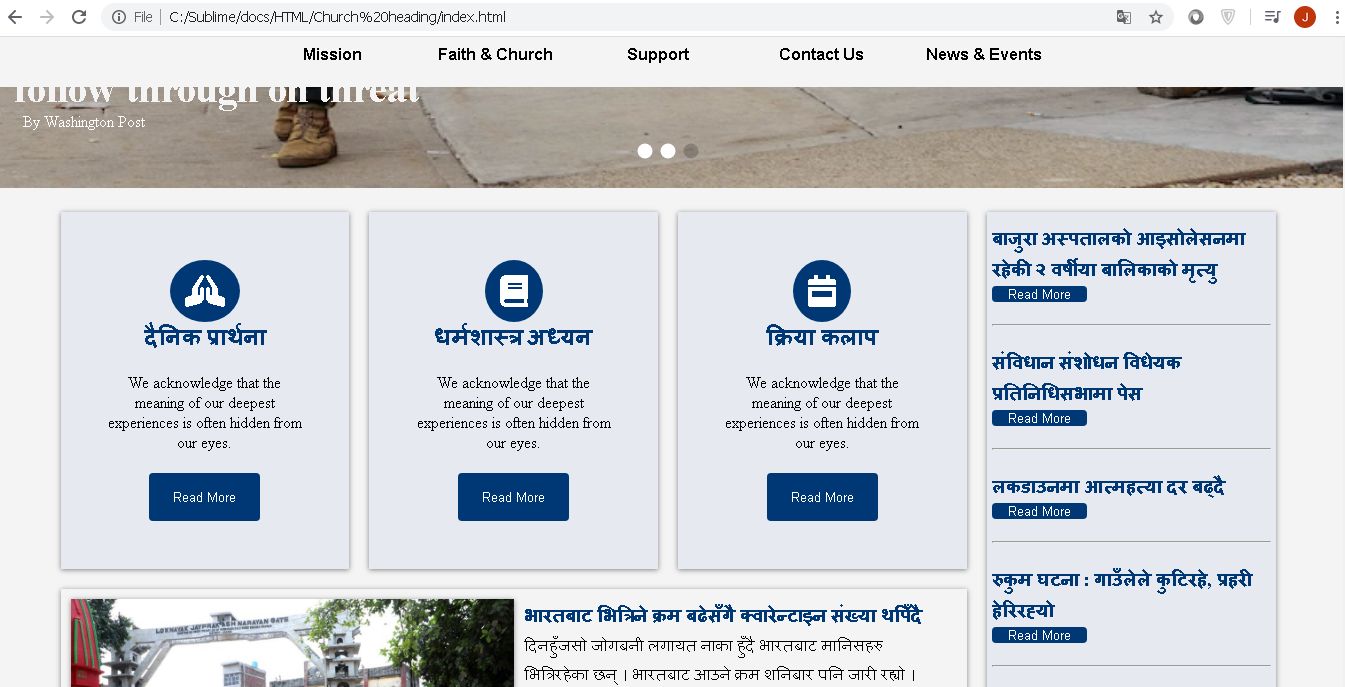 File
C:/Sublime/docs/HTML/Church%20heading/index.html
J
Mission
Faith & Church
Support
Contact Us
News & Events
follow through on threat
By Washington Post
दैनिक प्रार्थना
We acknowledge that the
meaning of our deepest
experiences is often hidden from
our eyes.
Read More
धर्मशास्त्र अध्यन
We acknowledge that the
meaning of our deepest
experiences is often hidden from
our eyes.
Read More
क्रिया कलाप
We acknowledge that the
meaning of our deepest
experiences is often hidden from
our eyes.
Read More
बाजुरा अस्पतालको आइसोलेसनमा
रहेकी २ वर्षीया बालिकाको मृत्यु
Read More
संविधान संशोधन विधेयक
प्रतिनिधिसभामा पेस
Read More
लकडाउनमा आत्महत्या दर बढ्दै
Read More
रुकुम घटना : गाउँलेले कुटिरहे, प्रहरी
हेरिरह्यो
Read More
LOKNAYAK JAYPRAKASH NARAYAN GATE
भारतबाट भित्रिने क्रम बढेसँगै क्वारेन्टाइन संख्या थपिँदै
दिनहुँजसो जोगबनी लगायत नाका हुँदै भारतबाट मानिसहरु
भित्रिरहेका छन् । भारतबाट आउने क्रम शनिबार पनि जारी रह्यो ।